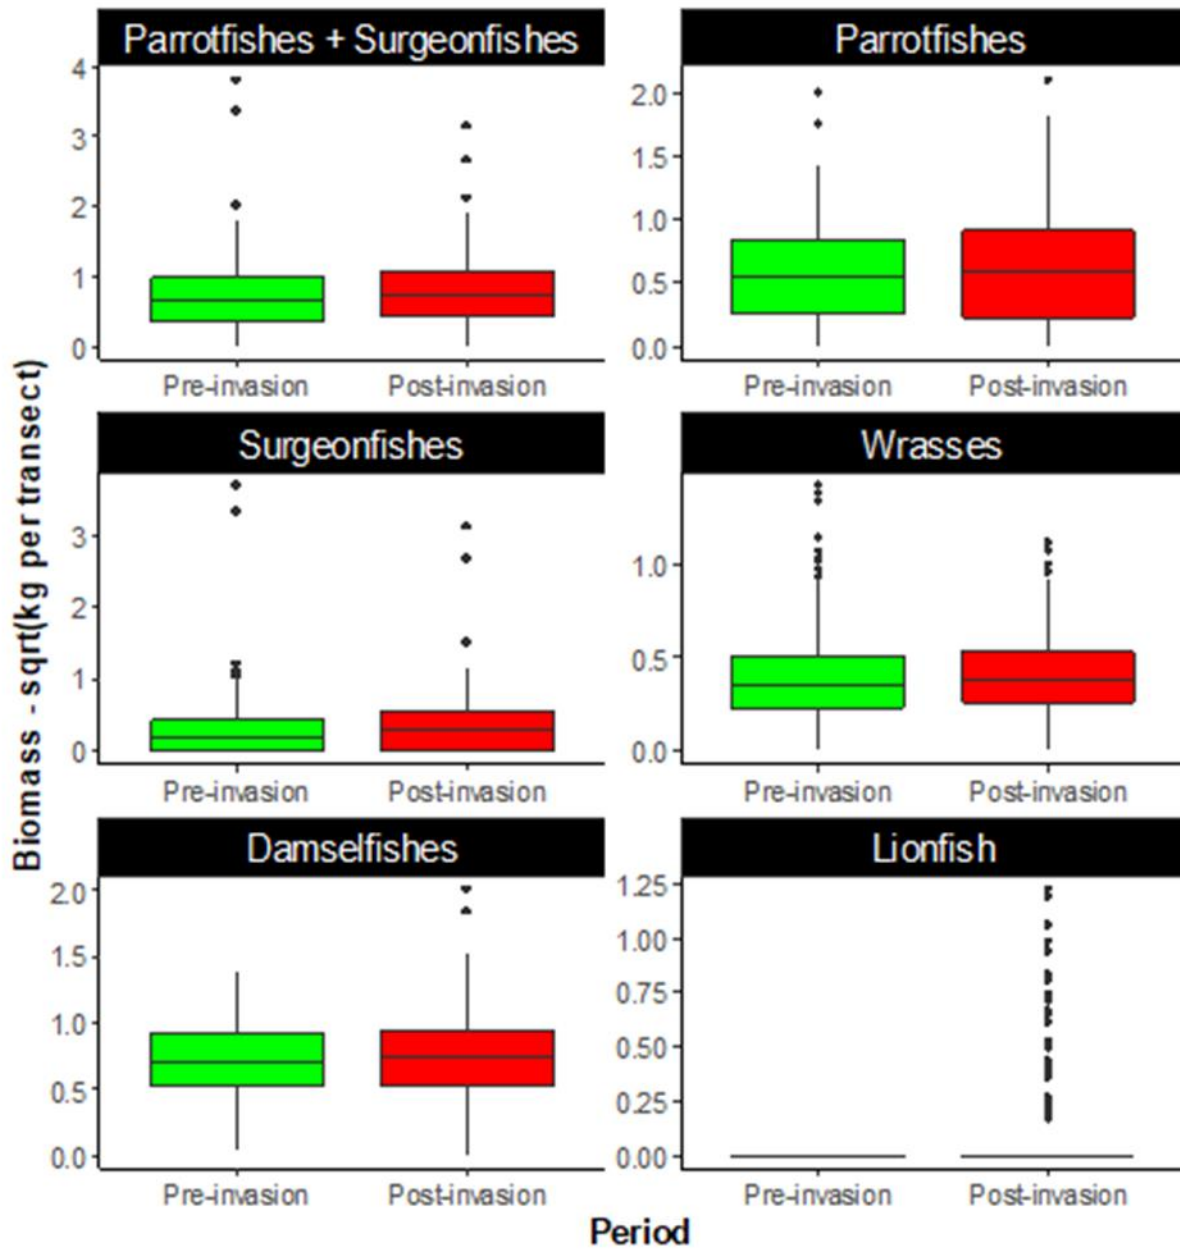 Parrotfishes + Surgeonfishes
Parrotfishes
4
3
2
1
0
2.0
1.5
1.0
0.5
0.0
Pre-invasion
Post-invasion
Pre-invasion
Post-invasion
Surgeonfishes
Wrasses
3
2
1
0
1.0
0.5
0.0
Pre-invasion
Post-invasion
Pre-invasion
Post-invasion
Damselfishes
Lionfish
2.0
1.5
1.0
0.5
0.0
1.25
1.00
0.75
0.50
0.25
0.00
Pre-invasion
Post-invasion
Pre-invasion
Post-invasion
Biomass - sqrt(kg per transect)
Period